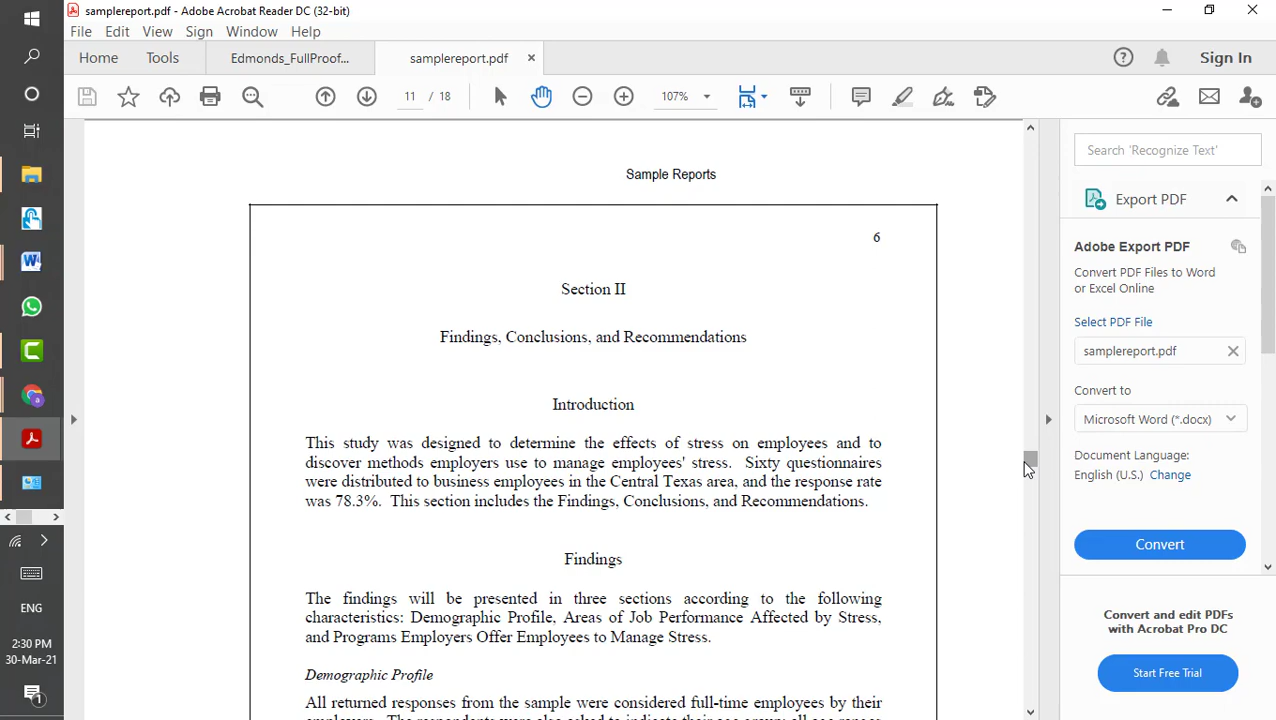 samplereport.pdf - Adobe Acrobat Reader DC (32-bit)
File Edit View Sign Window Help
Home Tools Edmonds_FullProof... samplereport.pdf Sign In
11 / 18 107%
Sample Reports
6
Section II
Findings, Conclusions, and Recommendations
Introduction
This study was designed to determine the effects of stress on employees and to
discover methods employers use to manage employees' stress. Sixty questionnaires
were distributed to business employees in the Central Texas area, and the response rate
was 78.3%. This section includes the Findings, Conclusions, and Recommendations.
Findings
The findings will be presented in three sections according to the following
characteristics: Demographic Profile, Areas of Job Performance Affected by Stress,
and Programs Employers Offer Employees to Manage Stress.
Demographic Profile
All returned responses from the sample were considered full-time employees by their
Search 'Recognize Text'
Export PDF
Adobe Export PDF
Convert PDF Files to Word
or Excel Online
Select PDF File
samplereport.pdf
Convert to
Microsoft Word (*.docx)
Document Language:
English (U.S.) Change
Convert
Convert and edit PDFs
with Acrobat Pro DC
Start Free Trial
ENG
2:30 PM
30-Mar-21
1